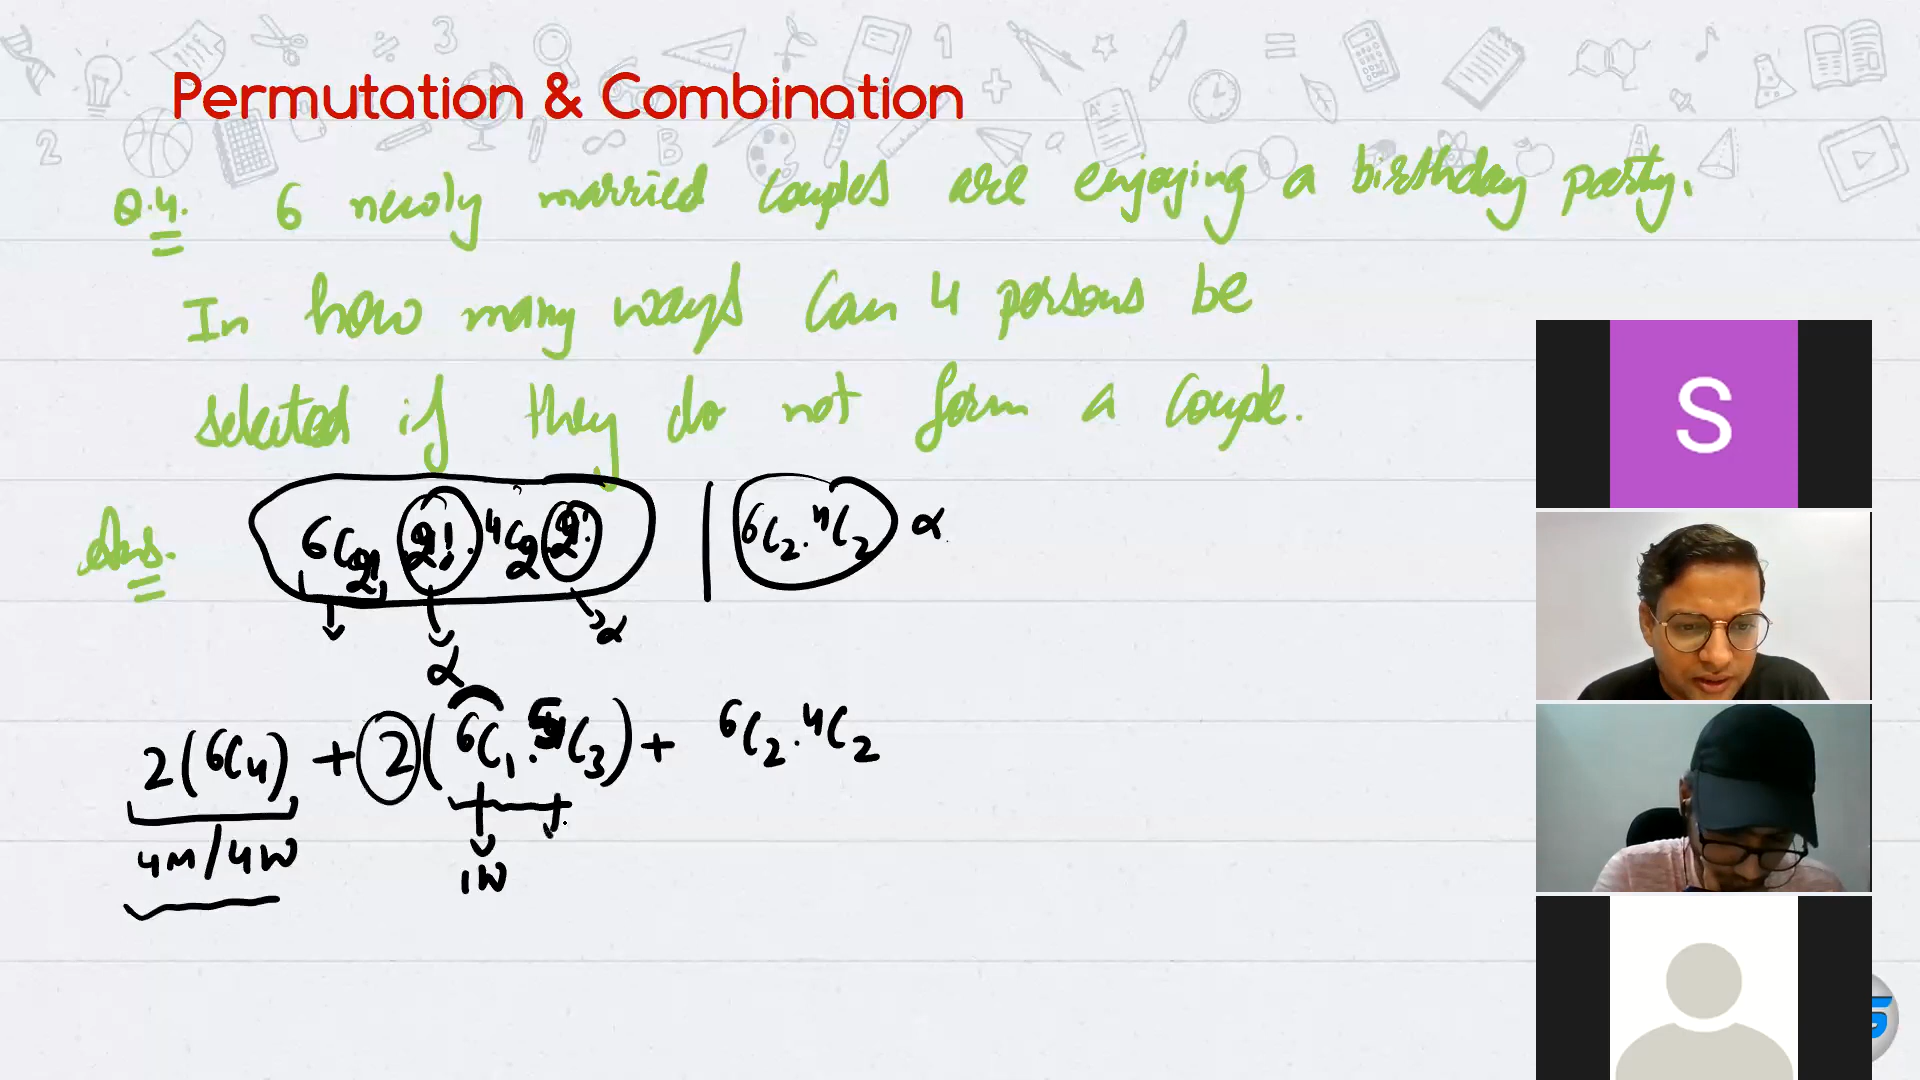 Permutation & Combination
Q.4. 6 newly married couples are enjoying a birthday party.
In how many ways can 4 persons be
selected if they do not form a couple.
Ans. 6C2! 2! . 4C2 2! | 6C2 . 4C2 α
α α
2(6C4) + 2(6C1 . 5C3) + 6C2 . 4C2
4M/4W
1W
S